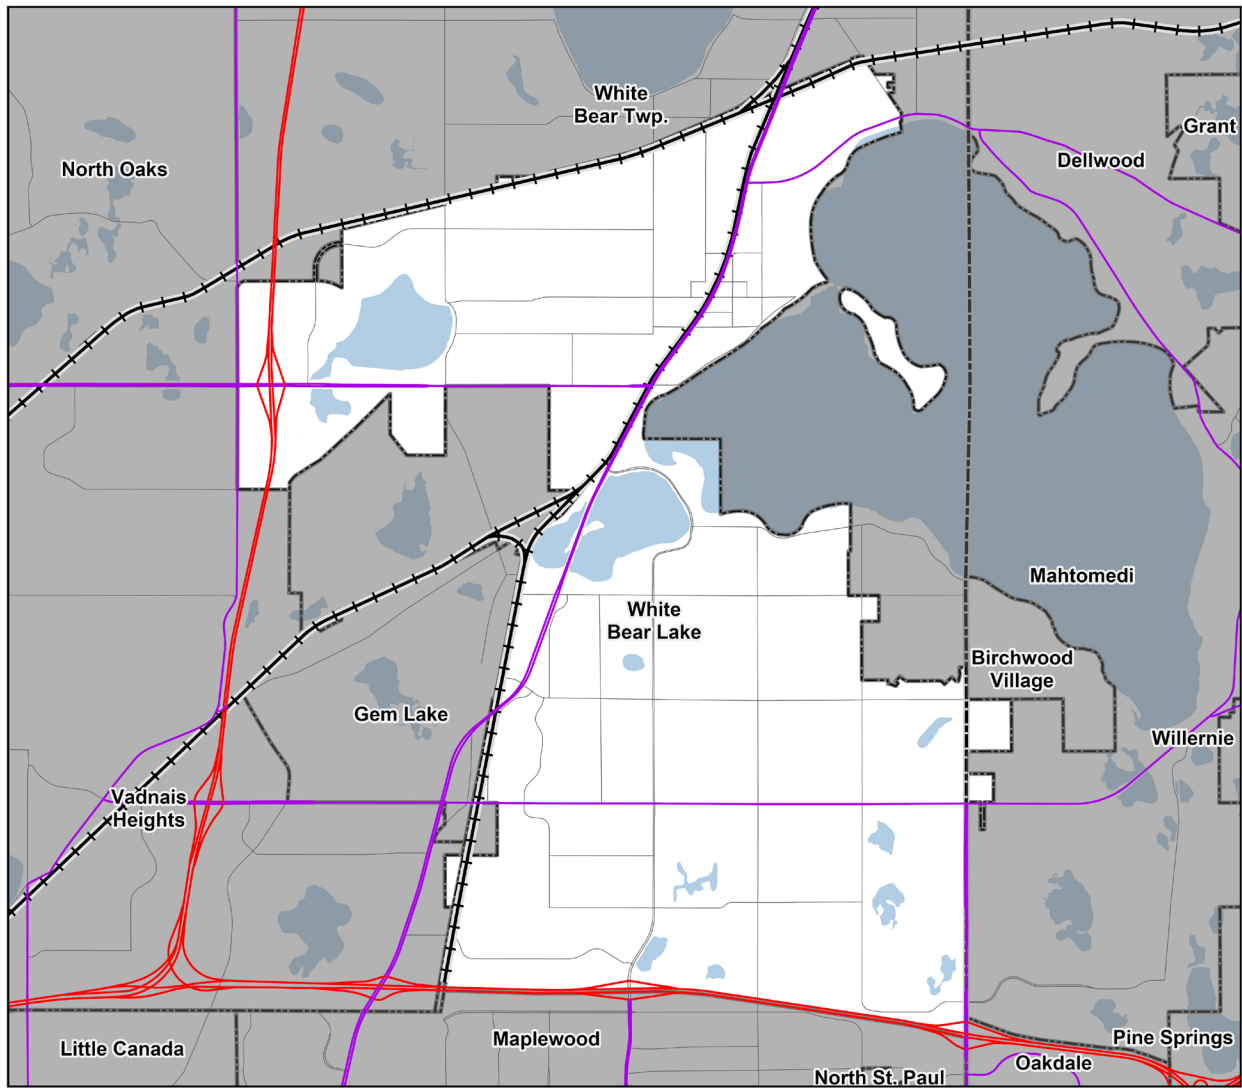 White
Bear Twp.
Grant
Dellwood
North Oaks
Mahtomedi
White
Bear Lake
Birchwood
Village
Gem Lake
Willernie
Vadnais
Heights
Pine Springs
Maplewood
Little Canada
Oakdale
North St. Paul